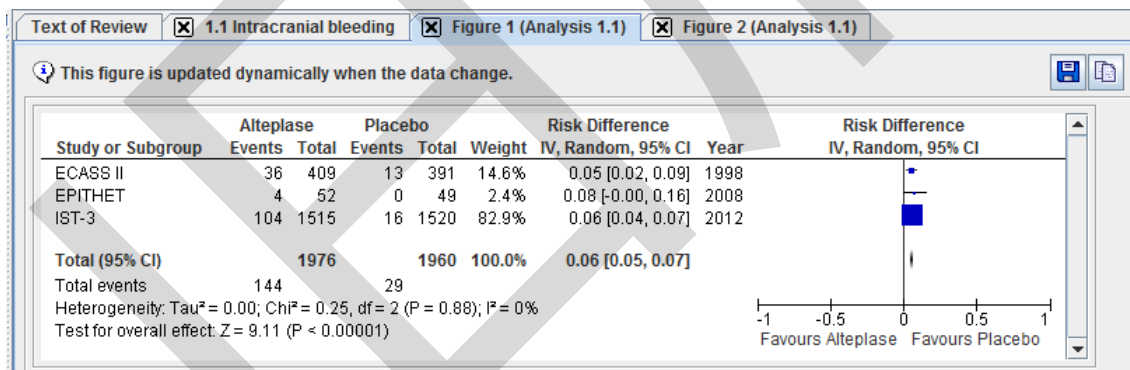 Text of Review 1.1 Intracranial bleeding Figure 1 (Analysis 1.1) Figure 2 (Analysis 1.1)
This figure is updated dynamically when the data change.
Alteplase Placebo Risk Difference Risk Difference
Study or Subgroup Events Total Events Total Weight IV, Random, 95% CI Year IV, Random, 95% CI
ECASS II 36 409 13 391 14.6% 0.05 [0.02, 0.09] 1998
EPITHET 4 52 0 49 2.4% 0.08 [-0.00, 0.16] 2008
IST-3 104 1515 16 1520 82.9% 0.06 [0.04, 0.07] 2012
Total (95% CI) 1976 1960 100.0% 0.06 [0.05, 0.07]
Total events 144 29
Heterogeneity: Tau² = 0.00; Chi² = 0.25, df = 2 (P = 0.88); I² = 0%
Test for overall effect: Z = 9.11 (P < 0.00001)
-1 -0.5 0 0.5 1
Favours Alteplase Favours Placebo